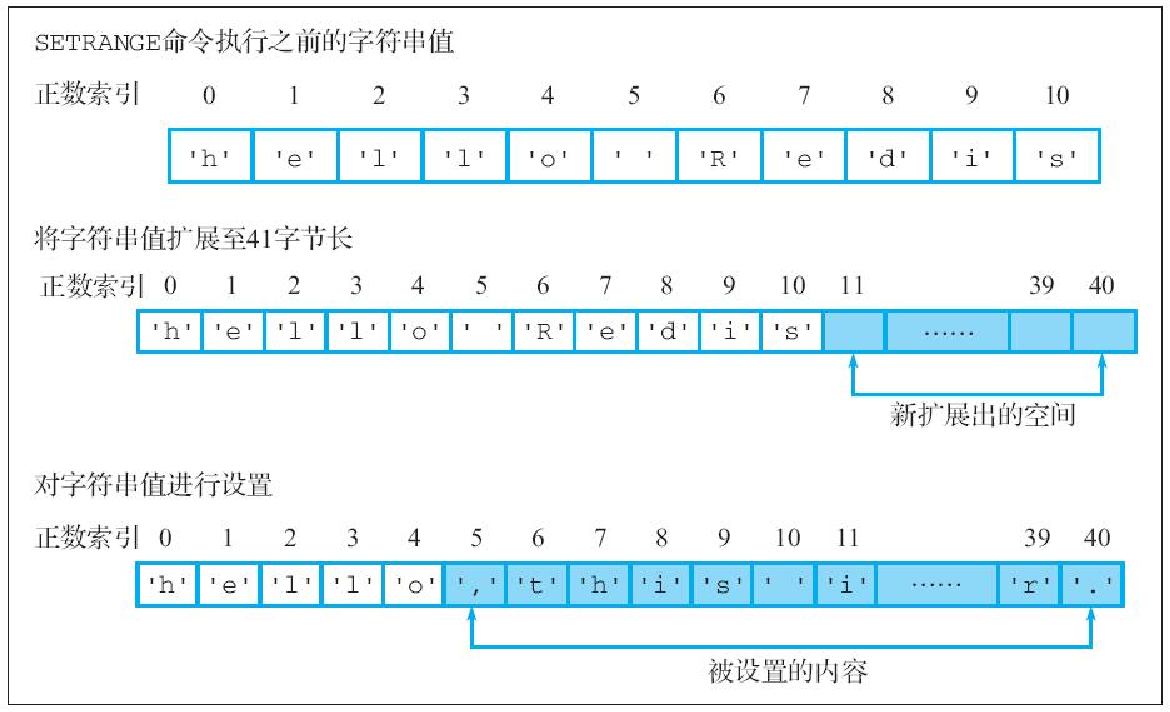 SETRANGE命令执行之前的字符串值
正数索引 0 1 2 3 4 5 6 7 8 9 10
'h' 'e' 'l' 'l' 'o' ' ' 'R' 'e' 'd' 'i' 's'
将字符串值扩展至41字节长
正数索引 0 1 2 3 4 5 6 7 8 9 10 11 39 40
'h' 'e' 'l' 'l' 'o' ' ' 'R' 'e' 'd' 'i' 's' ……
新扩展出的空间
对字符串值进行设置
正数索引 0 1 2 3 4 5 6 7 8 9 10 11 39 40
'h' 'e' 'l' 'l' 'o' ',' 't' 'h' 'i' 's' ' ' 'i' …… 'r' '.'
被设置的内容